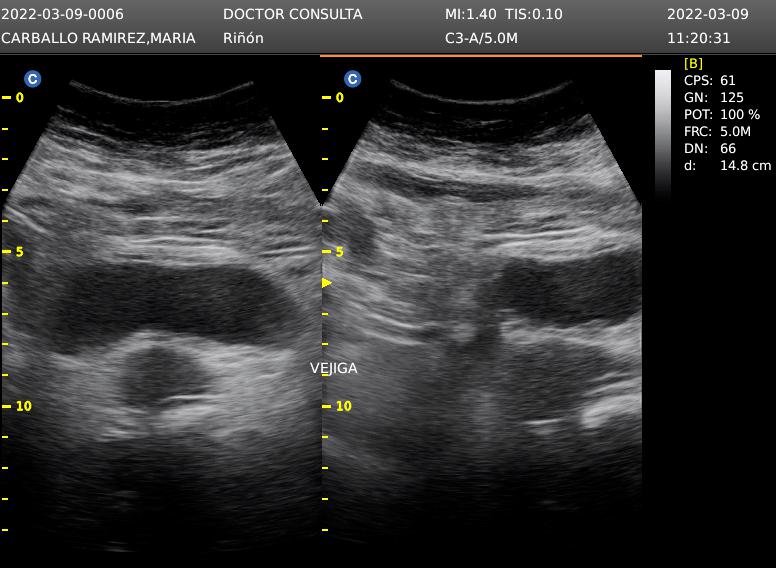 2022-03-09-0006 DOCTOR CONSULTA MI:1.40 TIS:0.10 2022-03-09
CARBALLO RAMIREZ,MARIA Riñón C3-A/5.0M 11:20:31
[B]
CPS: 61
GN: 125
POT: 100 %
FRC: 5.0M
DN: 66
d: 14.8 cm
C
0
5
10
C
0
5
10
VEJIGA